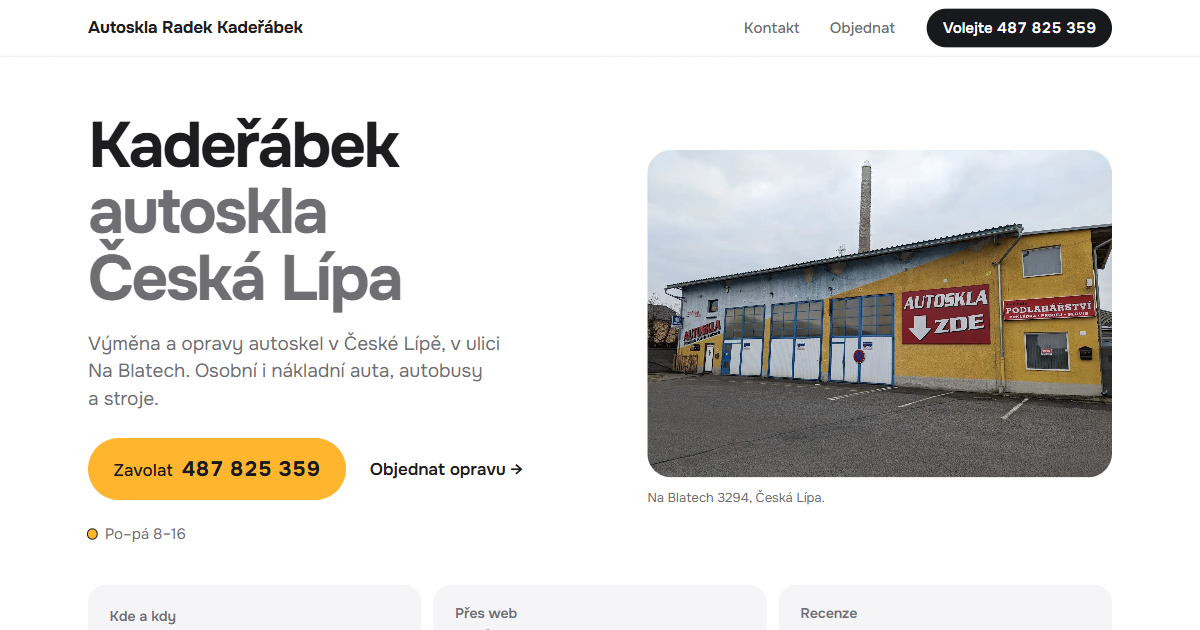 Autoskla Radek Kadeřábek
Kontakt
Objednat
Volejte 487 825 359
Kadeřábek
autoskla
Česká Lípa
Výměna a opravy autoskel v České Lípě, v ulici
Na Blatech. Osobní i nákladní auta, autobusy
a stroje.
Zavolat 487 825 359
Objednat opravu →
Po–pá 8–16
AUTOSKLA
AUTOSKLA
ZDE
PODLAHÁŘSTVÍ
Na Blatech 3294, Česká Lípa.
Kde a kdy
Přes web
Recenze